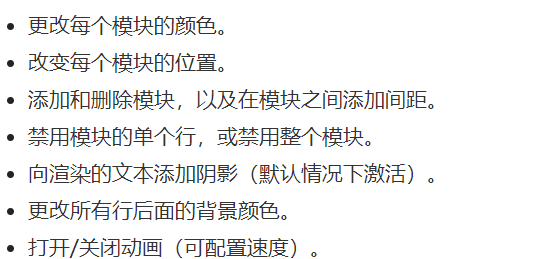 • 更改每个模块的颜色。
• 改变每个模块的位置。
• 添加和删除模块，以及在模块之间添加间距。
• 禁用模块的单个行，或禁用整个模块。
• 向渲染的文本添加阴影（默认情况下激活）。
• 更改所有行后面的背景颜色。
• 打开/关闭动画（可配置速度）。